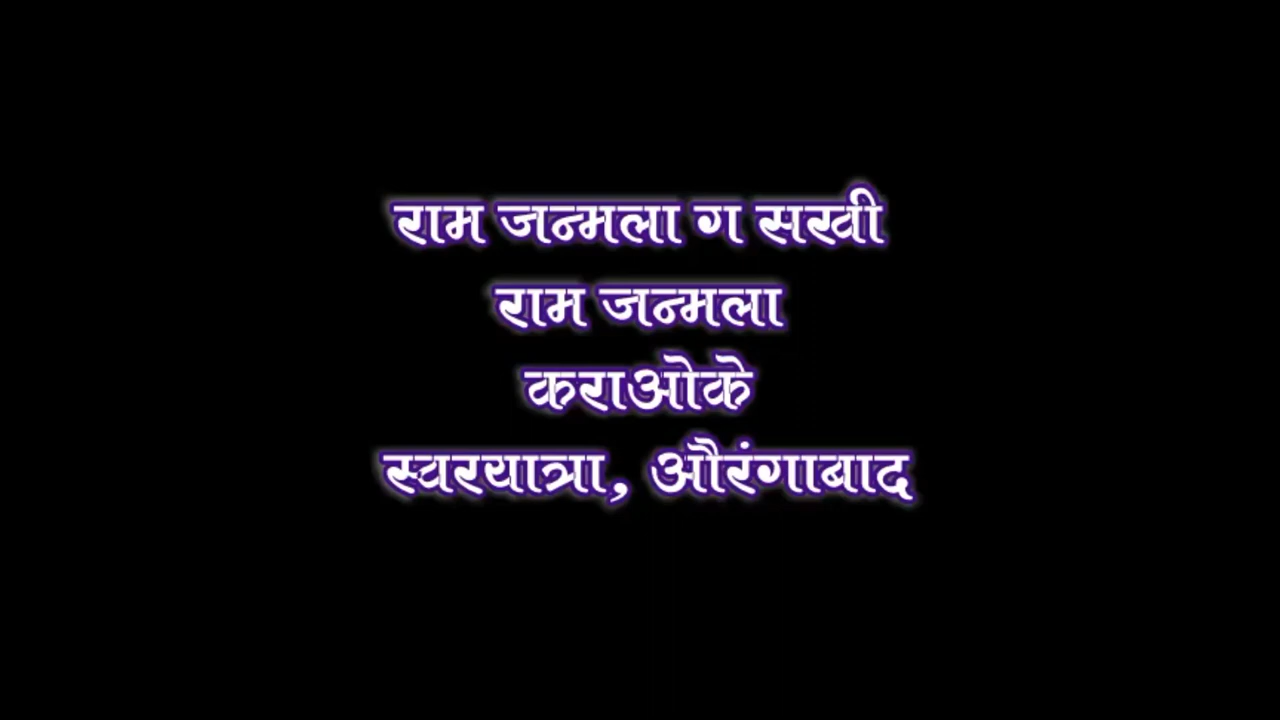 राम जन्मला ग सखी
राम जन्मला
कराओके
स्वरयात्रा, औरंगाबाद